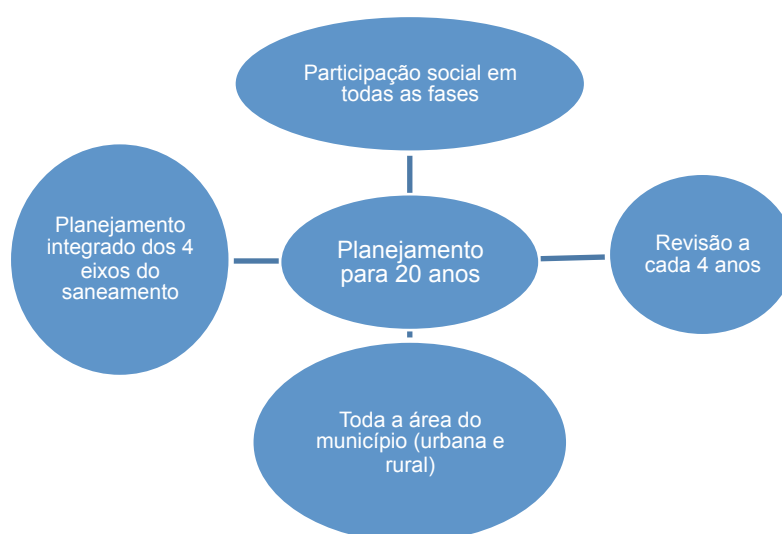 Participação social em
todas as fases
Planejamento
integrado dos 4
eixos do
saneamento
Planejamento
para 20 anos
Revisão a
cada 4 anos
Toda a área do
município (urbana e
rural)